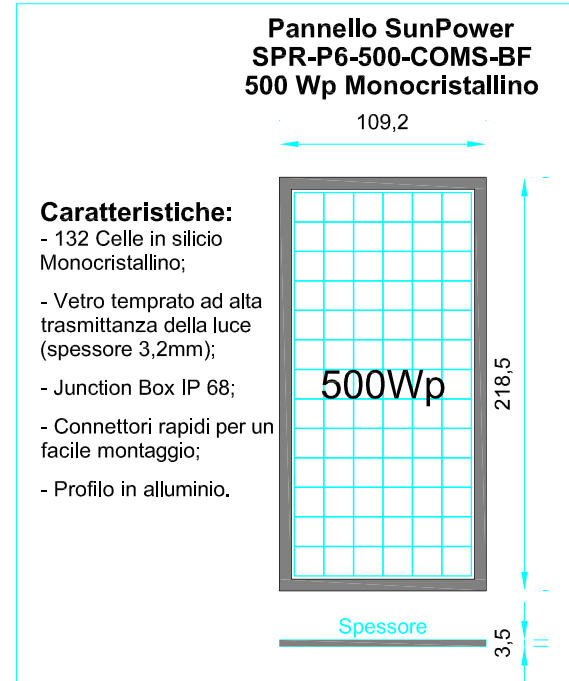 Pannello SunPower
SPR-P6-500-COMS-BF
500 Wp Monocristallino
109,2
Caratteristiche:
- 132 Celle in silicio
Monocristallino;
- Vetro temprato ad alta
trasmittanza della luce
(spessore 3,2mm);
- Junction Box IP 68;
- Connettori rapidi per un
facile montaggio;
- Profilo in alluminio.
500Wp
218,5
Spessore
3,5